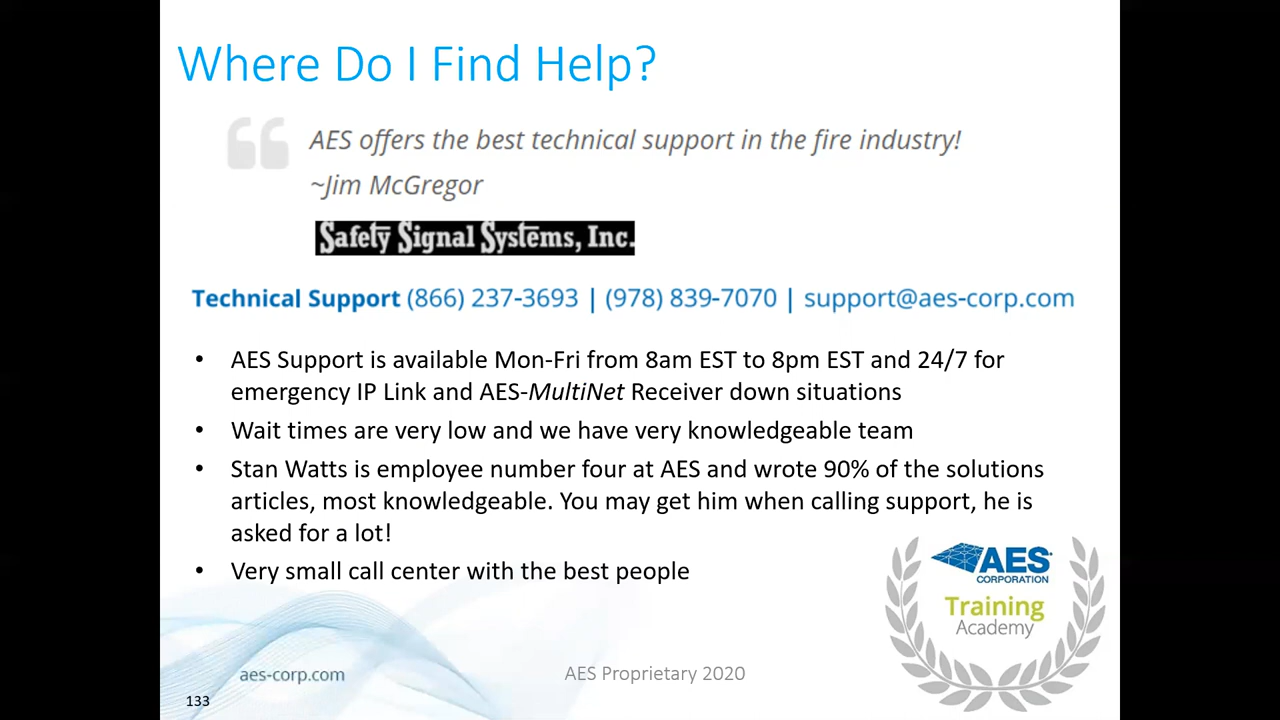 Where Do I Find Help?
AES offers the best technical support in the fire industry!
~Jim McGregor
Safety Signal Systems, Inc.
Technical Support (866) 237-3693 | (978) 839-7070 | support@aes-corp.com
• AES Support is available Mon-Fri from 8am EST to 8pm EST and 24/7 for
emergency IP Link and AES-MultiNet Receiver down situations
• Wait times are very low and we have very knowledgeable team
• Stan Watts is employee number four at AES and wrote 90% of the solutions
articles, most knowledgeable. You may get him when calling support, he is
asked for a lot!
• Very small call center with the best people
AES
CORPORATION
Training
Academy
aes-corp.com
AES Proprietary 2020
133